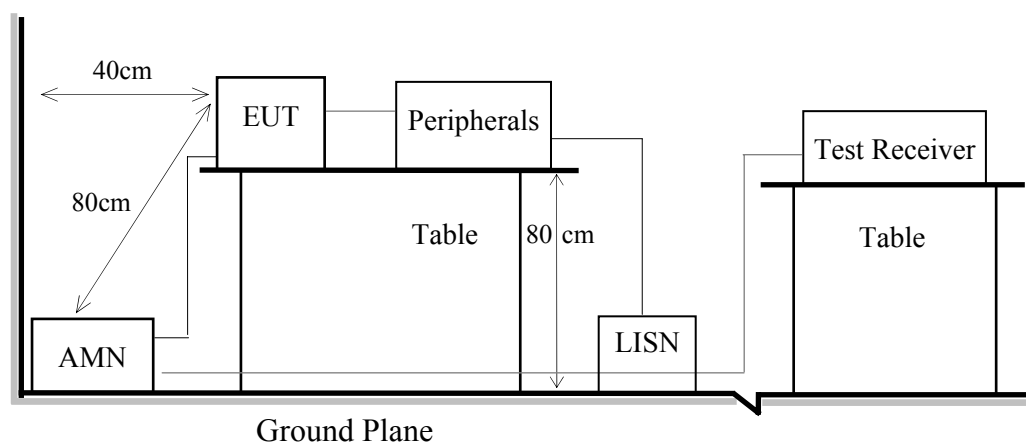 40cm
EUT
Peripherals
Test Receiver
80cm
Table
80 cm
Table
AMN
LISN
Ground Plane